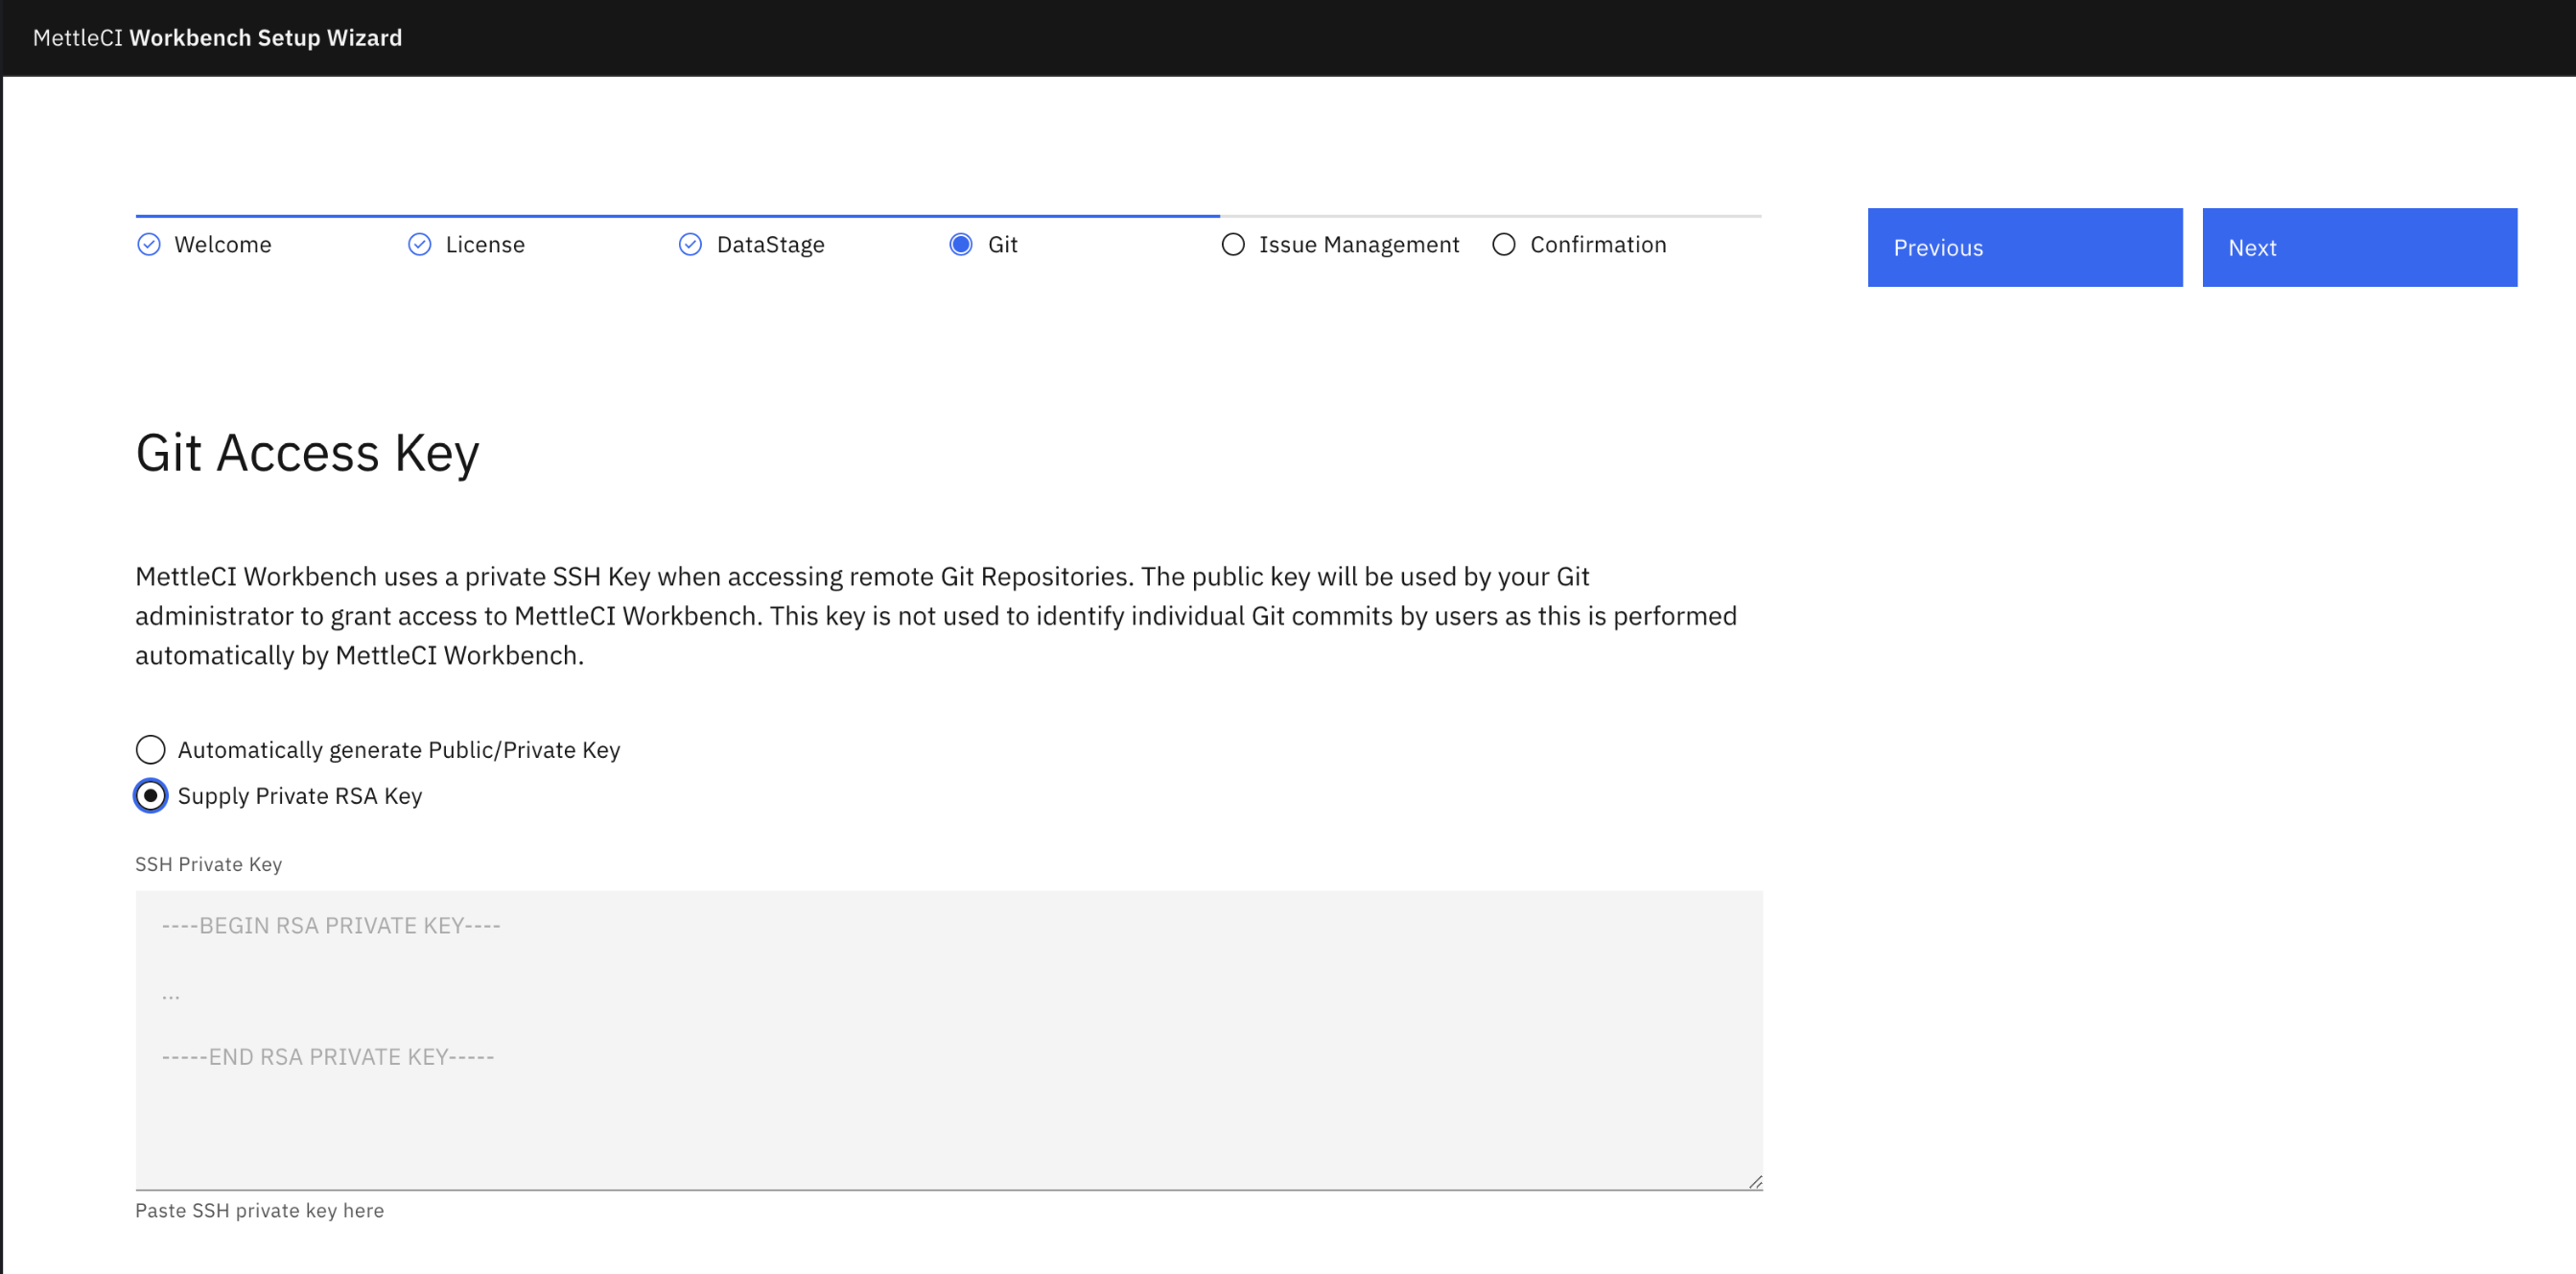 MettleCI Workbench Setup Wizard
Welcome
License
DataStage
Git
Issue Management
Confirmation
Previous
Next
Git Access Key
MettleCI Workbench uses a private SSH Key when accessing remote Git Repositories. The public key will be used by your Git
administrator to grant access to MettleCI Workbench. This key is not used to identify individual Git commits by users as this is performed
automatically by MettleCI Workbench.
Automatically generate Public/Private Key
Supply Private RSA Key
SSH Private Key
----BEGIN RSA PRIVATE KEY----
...
-----END RSA PRIVATE KEY-----
Paste SSH private key here